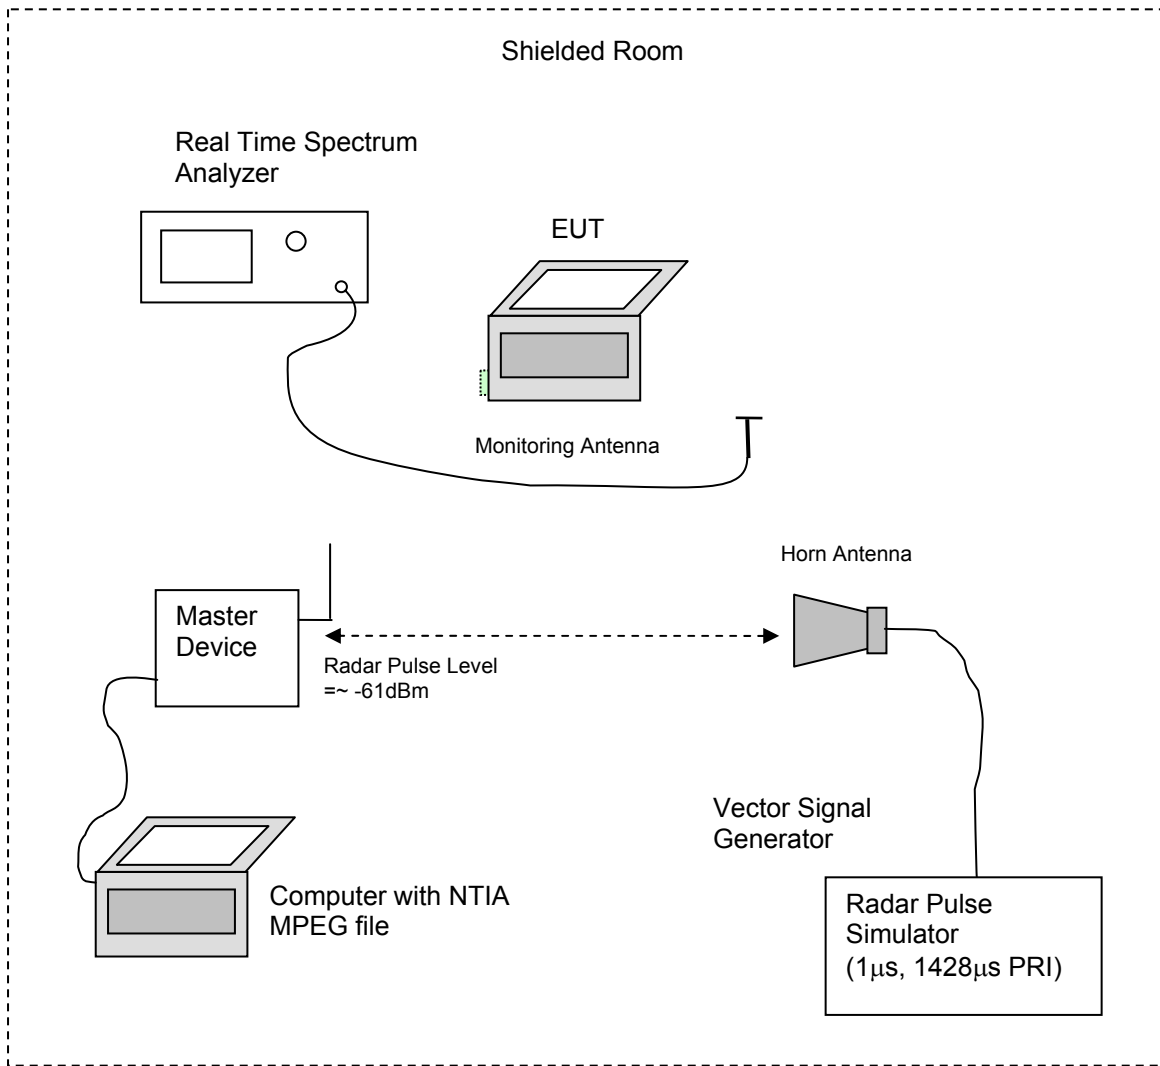 Shielded Room
Real Time Spectrum
Analyzer
EUT
Monitoring Antenna
Horn Antenna
Master
Device
Radar Pulse Level
=~ -61dBm
Vector Signal
Generator
Computer with NTIA
MPEG file
Radar Pulse
Simulator
(1μs, 1428μs PRI)